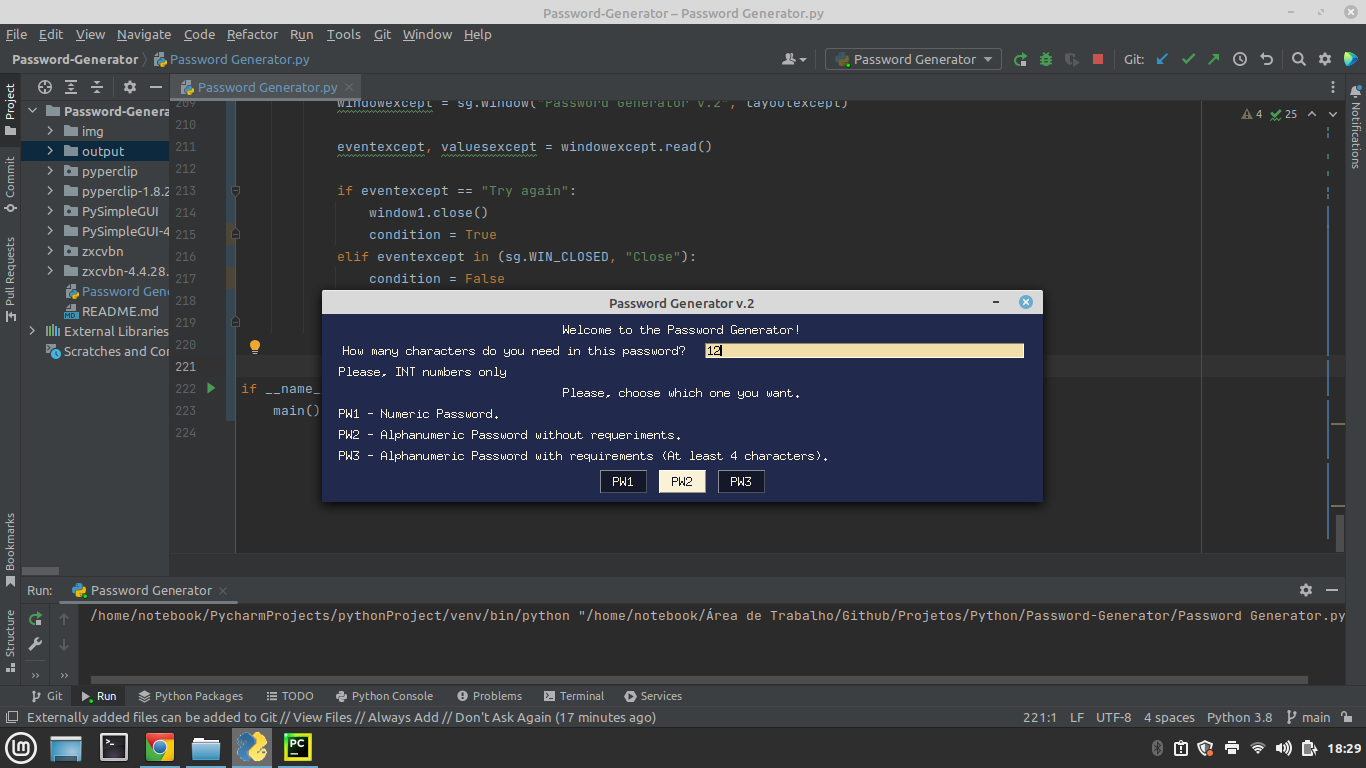 Password-Generator – Password Generator.py
File Edit View Navigate Code Refactor Run Tools Git Window Help
Password-Generator Password Generator.py Password Generator Git:
Project
Commit
Pull Requests
Bookmarks
Structure
Notifications
Password-Genera
img
output
pyperclip
pyperclip-1.8.2
PySimpleGUI
PySimpleGUI-4
zxcvbn
zxcvbn-4.4.28.
Password Gen
README.md
External Libraries
Scratches and Con
Password Generator.py
4 25
209 windowexcept = sg.Window("Password Generator v.2", layoutexcept)
210
211 eventexcept, valuesexcept = windowexcept.read()
212
213 if eventexcept == "Try again":
214 window1.close()
215 condition = True
216 elif eventexcept in (sg.WIN_CLOSED, "Close"):
217 condition = False
218
219
220
221
222 if __name_
223 main()
224
Password Generator v.2
Welcome to the Password Generator!
How many characters do you need in this password? 12
Please, INT numbers only
Please, choose which one you want.
PW1 - Numeric Password.
PW2 - Alphanumeric Password without requeriments.
PW3 - Alphanumeric Password with requirements (At least 4 characters).
PW1 PW2 PW3
Run: Password Generator
/home/notebook/PycharmProjects/pythonProject/venv/bin/python "/home/notebook/Área de Trabalho/Github/Projetos/Python/Password-Generator/Password Generator.py
Git Run Python Packages TODO Python Console Problems Terminal Services
Externally added files can be added to Git // View Files // Always Add // Don't Ask Again (17 minutes ago) 221:1 LF UTF-8 4 spaces Python 3.8 main
PC
18:29